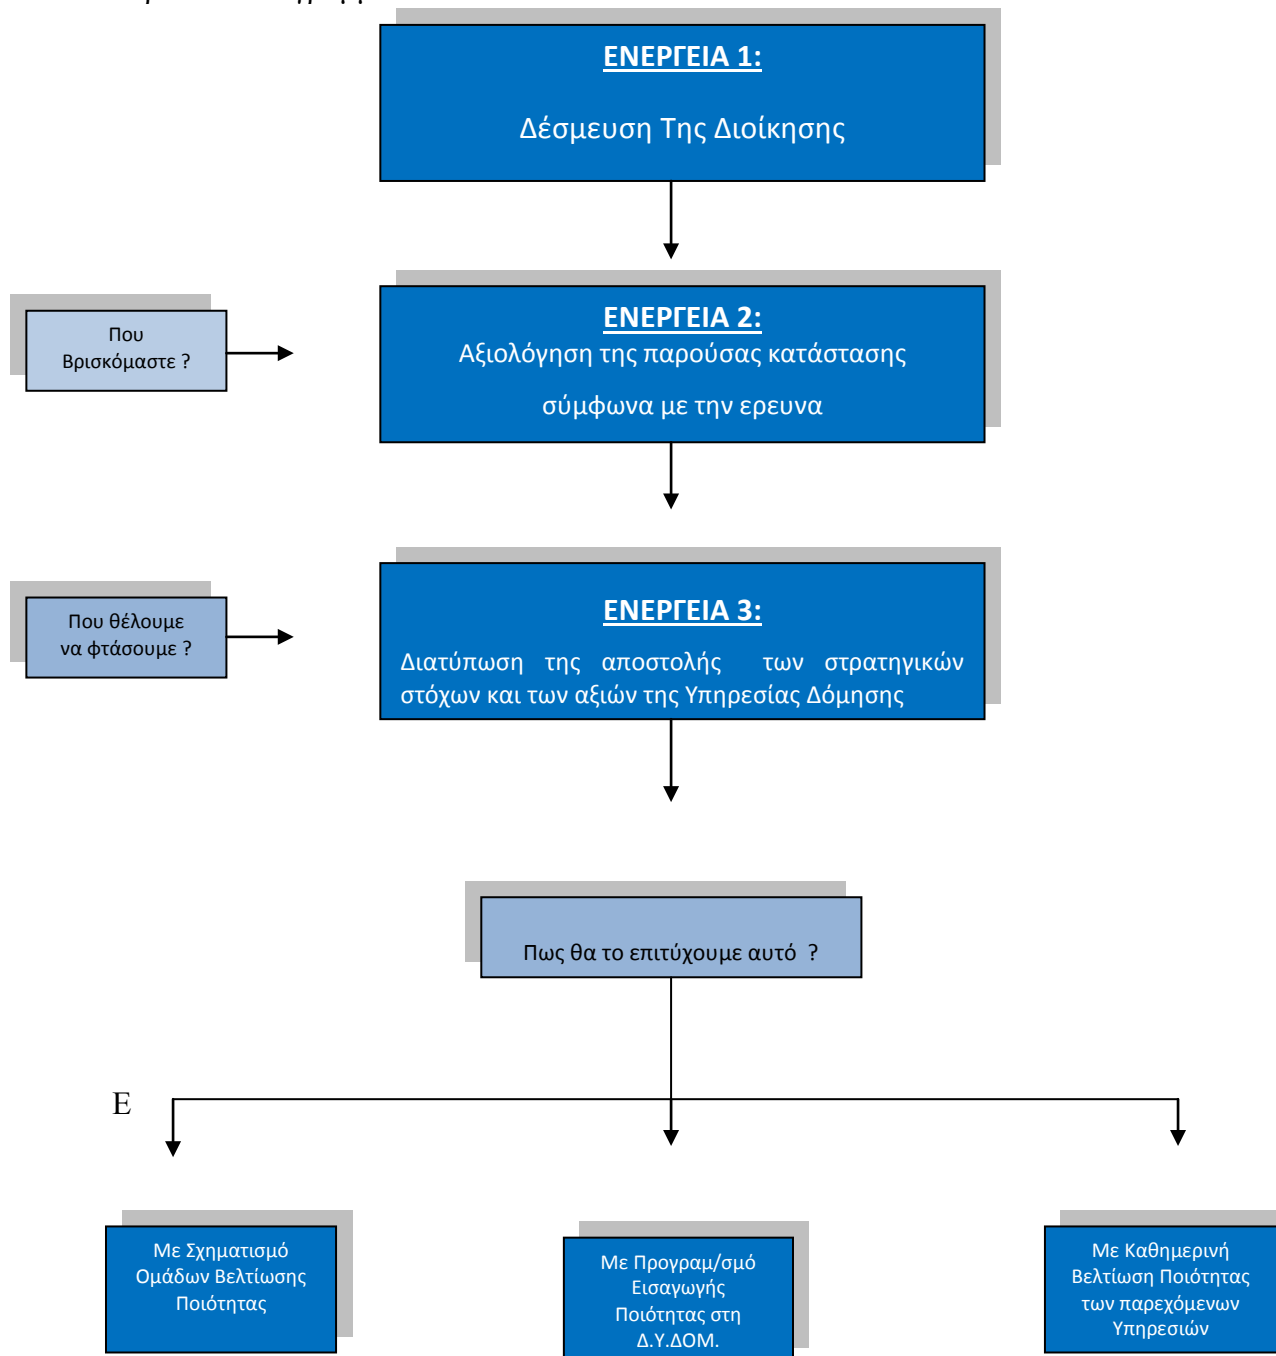 ΕΝΕΡΓΕΙΑ 1:
Δέσμευση Της Διοίκησης
Που
Βρισκόμαστε ?
ΕΝΕΡΓΕΙΑ 2:
Αξιολόγηση της παρούσας κατάστασης
σύμφωνα με την ερευνα
Που θέλουμε
να φτάσουμε ?
ΕΝΕΡΓΕΙΑ 3:
Διατύπωση της αποστολής των στρατηγικών
στόχων και των αξιών της Υπηρεσίας Δόμησης
Πως θα το επιτύχουμε αυτό ?
Ε
Με Σχηματισμό
Ομάδων Βελτίωσης
Ποιότητας
Με Προγραμ/σμό
Εισαγωγής
Ποιότητας στη
Δ.Υ.ΔΟΜ.
Με Καθημερινή
Βελτίωση Ποιότητας
των παρεχόμενων
Υπηρεσιών